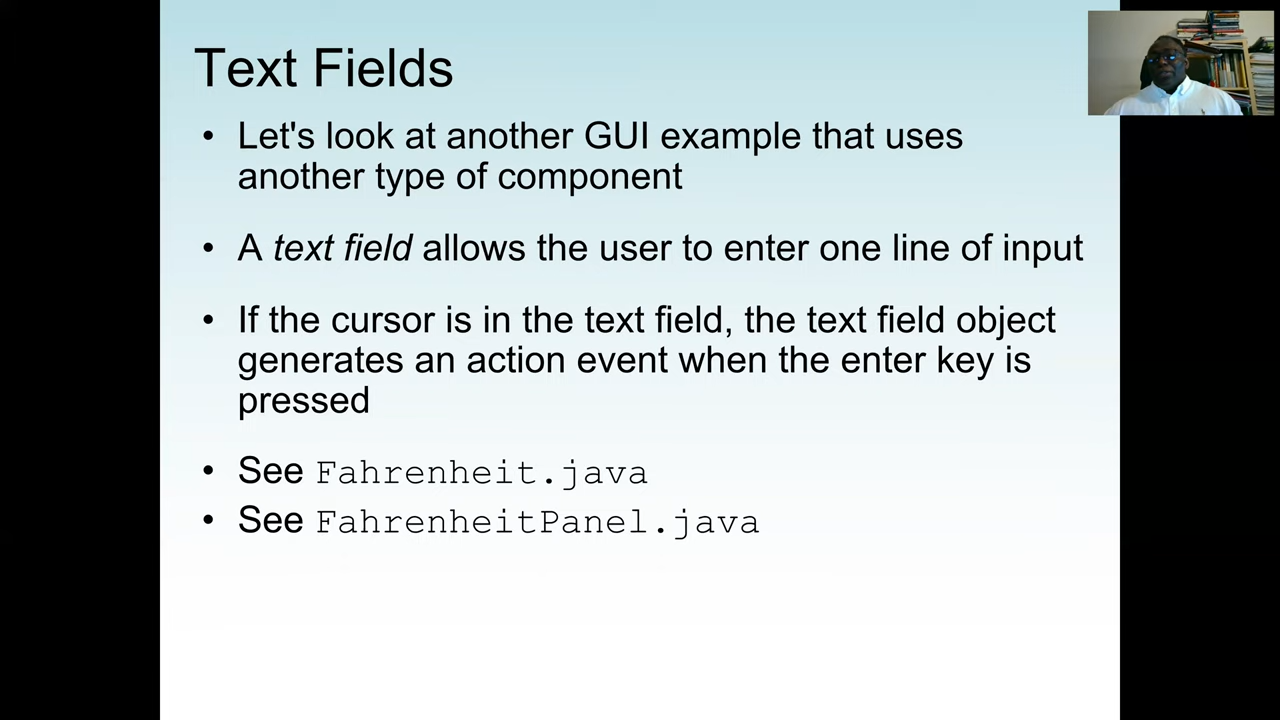 Text Fields
• Let's look at another GUI example that uses
another type of component
• A text field allows the user to enter one line of input
• If the cursor is in the text field, the text field object
generates an action event when the enter key is
pressed
• See Fahrenheit.java
• See FahrenheitPanel.java